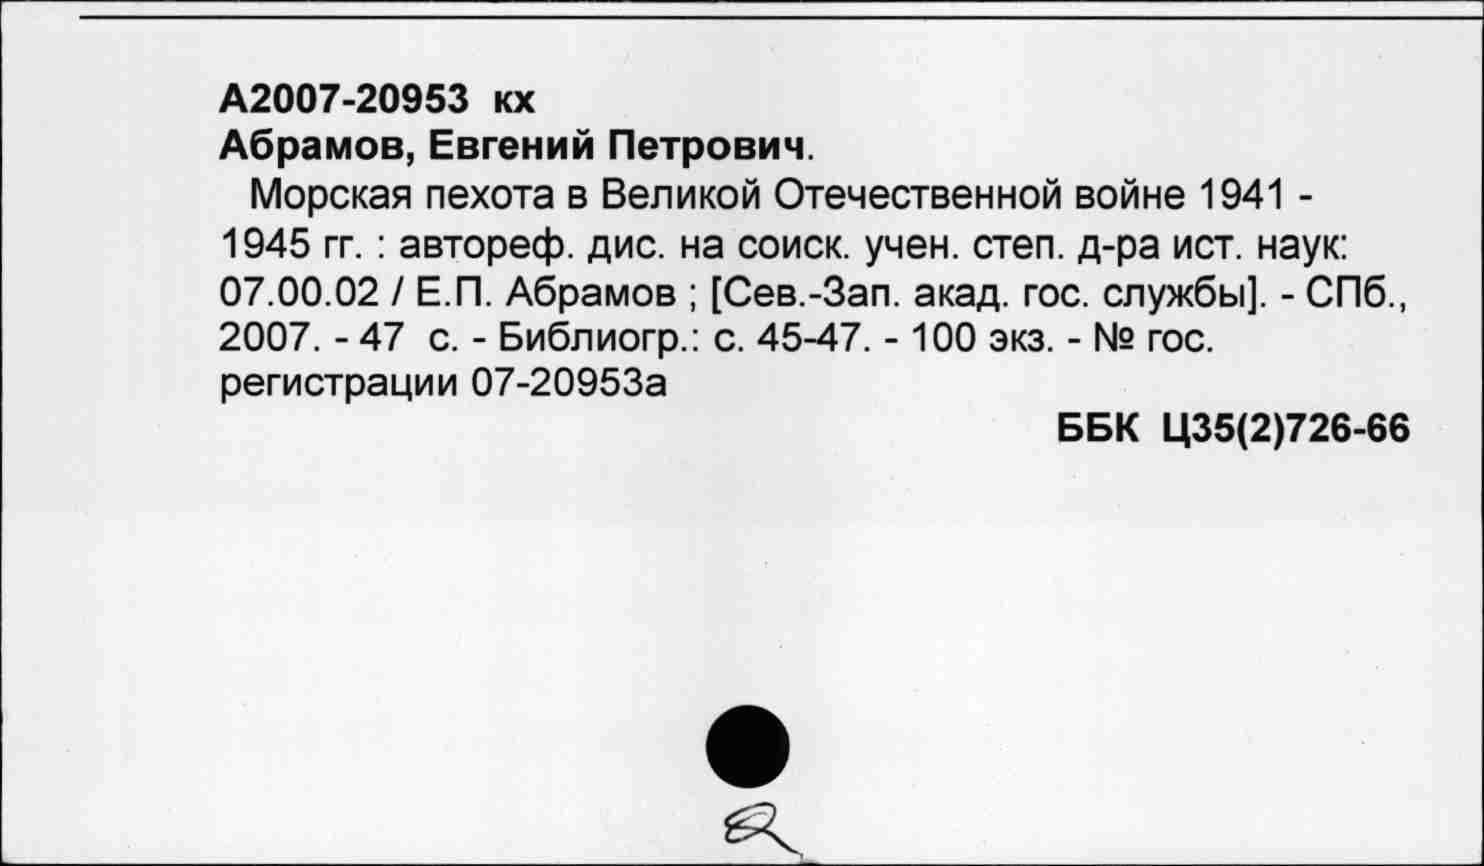 А2007-20953 кх
Абрамов, Евгений Петрович.
Морская пехота в Великой Отечественной войне 1941 -
1945 гг. : автореф. дис. на соиск. учен. степ. д-ра ист. наук:
07.00.02 / Е.П. Абрамов ; [Сев.-Зап. акад. гос. службы]. - СПб.,
2007. - 47 с. - Библиогр.: с. 45-47. - 100 экз. - № гос.
регистрации 07-20953а
ББК Ц35(2)726-66